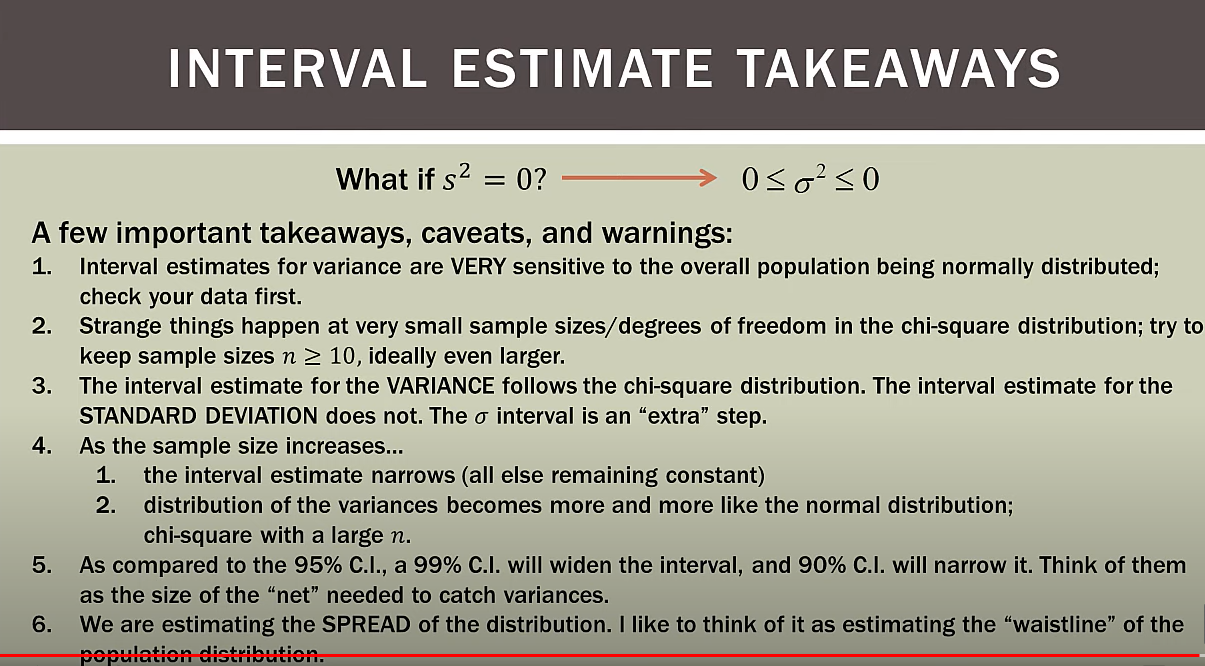 INTERVAL ESTIMATE TAKEAWAYS
What if s² = 0? 0 ≤ σ² ≤ 0
A few important takeaways, caveats, and warnings:
1. Interval estimates for variance are VERY sensitive to the overall population being normally distributed;
check your data first.
2. Strange things happen at very small sample sizes/degrees of freedom in the chi-square distribution; try to
keep sample sizes n ≥ 10, ideally even larger.
3. The interval estimate for the VARIANCE follows the chi-square distribution. The interval estimate for the
STANDARD DEVIATION does not. The σ interval is an “extra” step.
4. As the sample size increases...
1. the interval estimate narrows (all else remaining constant)
2. distribution of the variances becomes more and more like the normal distribution;
chi-square with a large n.
5. As compared to the 95% C.I., a 99% C.I. will widen the interval, and 90% C.I. will narrow it. Think of them
as the size of the “net” needed to catch variances.
6. We are estimating the SPREAD of the distribution. I like to think of it as estimating the “waistline” of the
population distribution.